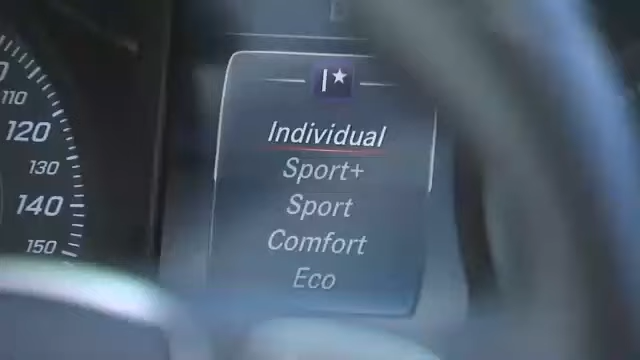 110
120
130
140
150
I★
Individual
Sport+
Sport
Comfort
Eco